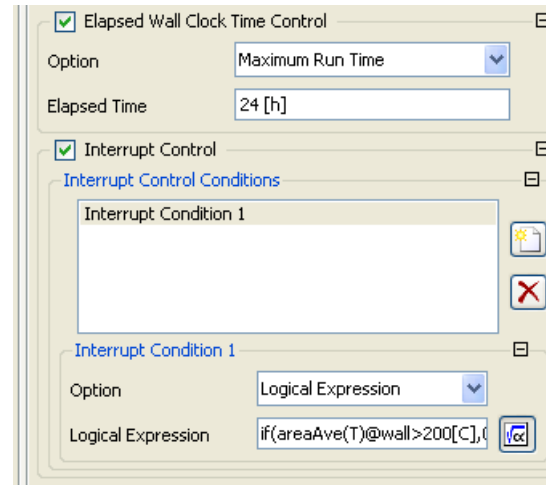 Elapsed Wall Clock Time Control
Option Maximum Run Time
Elapsed Time 24 [h]
Interrupt Control
Interrupt Control Conditions
Interrupt Condition 1
Interrupt Condition 1
Option Logical Expression
Logical Expression if(areaAve(T)@wall>200[C],